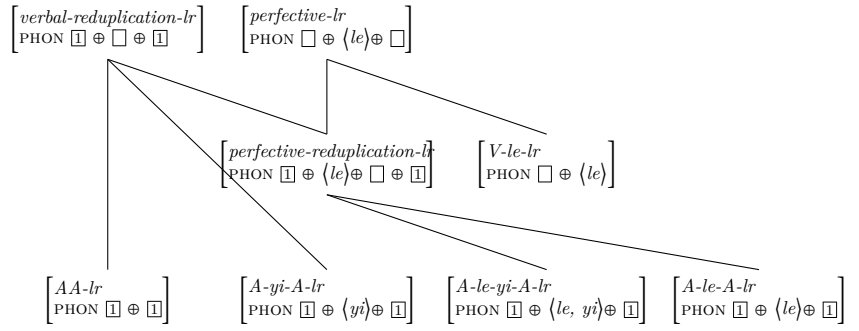 verbal-reduplication-lr
PHON 1 ⊕ □ ⊕ 1
perfective-lr
PHON □ ⊕ ⟨le⟩⊕ □
perfective-reduplication-lr
PHON 1 ⊕ ⟨le⟩⊕ □ ⊕ 1
V-le-lr
PHON □ ⊕ ⟨le⟩
AA-lr
PHON 1 ⊕ 1
A-yi-A-lr
PHON 1 ⊕ ⟨yi⟩⊕ 1
A-le-yi-A-lr
PHON 1 ⊕ ⟨le, yi⟩⊕ 1
A-le-A-lr
PHON 1 ⊕ ⟨le⟩⊕ 1